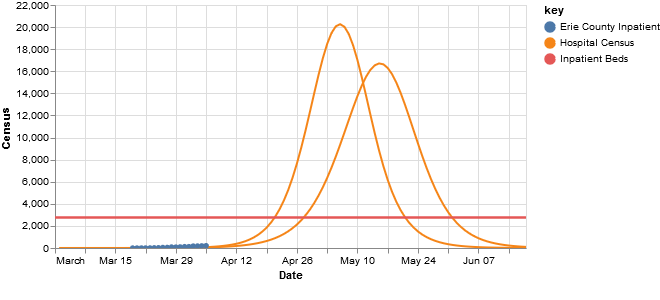 22,000
20,000
18,000
16,000
14,000
12,000
10,000
8,000
6,000
4,000
2,000
0
Census
March Mar 15 Mar 29 Apr 12 Apr 26 May 10 May 24 Jun 07
Date
key
Erie County Inpatient
Hospital Census
Inpatient Beds